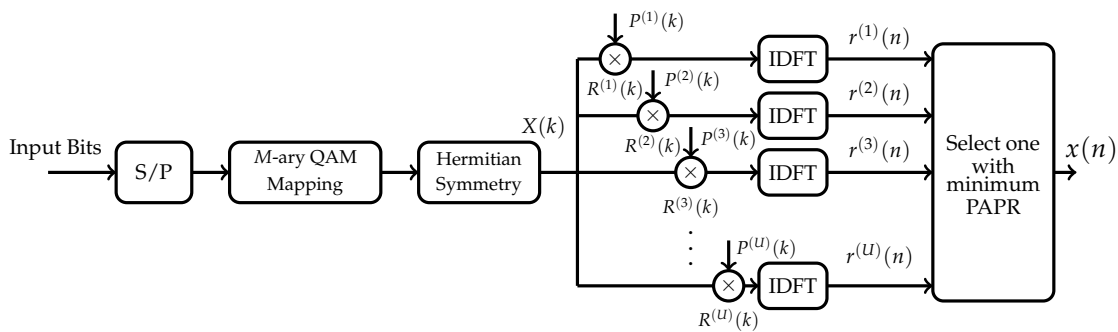 Input Bits
S/P
M-ary QAM
Mapping
Hermitian
Symmetry
X(k)
P^{(1)}(k)
×
R^{(1)}(k)
IDFT
r^{(1)}(n)
P^{(2)}(k)
×
R^{(2)}(k)
IDFT
r^{(2)}(n)
P^{(3)}(k)
×
R^{(3)}(k)
IDFT
r^{(3)}(n)
P^{(U)}(k)
×
R^{(U)}(k)
IDFT
r^{(U)}(n)
Select one
with
minimum
PAPR
x(n)